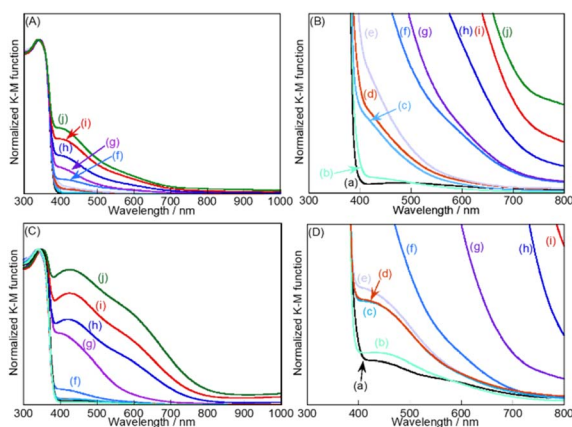 (A)
Normalized K-M function
(j)
(i)
(h)
(g)
(f)
300 400 500 600 700 800 900 1000
Wavelength / nm
(B)
Normalized K-M function
(e)
(f)
(g)
(h)
(i)
(j)
(d)
(c)
(b)
(a)
300 400 500 600 700 800
Wavelength / nm
(C)
Normalized K-M function
(j)
(i)
(h)
(g)
(f)
300 400 500 600 700 800 900 1000
Wavelength / nm
(D)
Normalized K-M function
(f)
(g)
(h)
(i)
(e)
(d)
(c)
(b)
(a)
300 400 500 600 700 800
Wavelength / nm